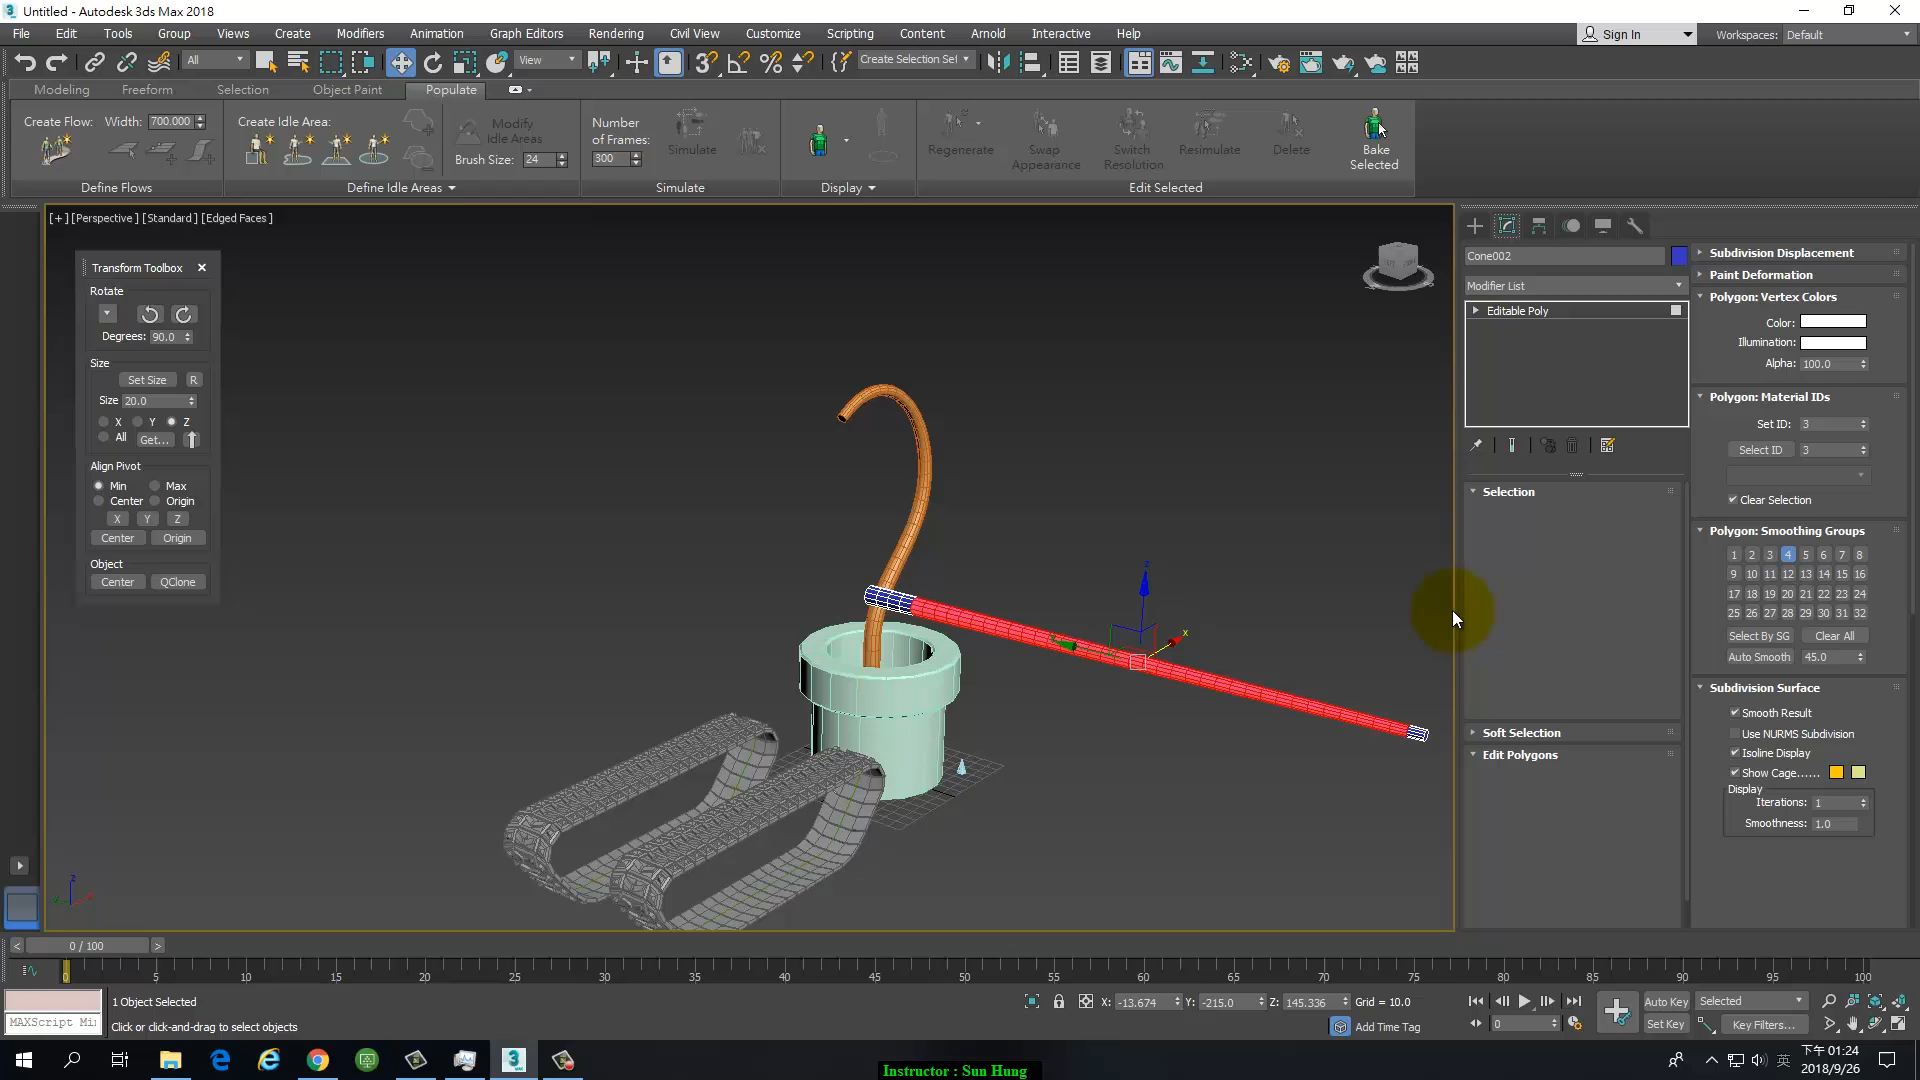 Untitled - Autodesk 3ds Max 2018
File Edit Tools Group Views Create Modifiers Animation Graph Editors Rendering Civil View Customize Scripting Content Arnold Interactive Help
Sign In
Workspaces: Default
All
View
Create Selection Set
Modeling Freeform Selection Object Paint Populate
Create Flow: Width: 700.000
Define Flows
Create Idle Area:
Modify
Idle Areas
Brush Size: 24
Define Idle Areas
Number
of Frames:
300
Simulate
Simulate
Display
Regenerate
Swap
Appearance
Switch
Resolution
Resimulate
Delete
Bake
Selected
Edit Selected
[+] [Perspective] [Standard] [Edged Faces]
Transform Toolbox
Rotate
Degrees: 90.0
Size
Set Size R
Size 20.0
X Y Z
All Get...
Align Pivot
Min Max
Center Origin
X Y Z
Center Origin
Object
Center QClone
z
x
z
Cone002
Modifier List
Editable Poly
Selection
Soft Selection
Edit Polygons
Subdivision Displacement
Paint Deformation
Polygon: Vertex Colors
Color:
Illumination:
Alpha: 100.0
Polygon: Material IDs
Set ID: 3
Select ID 3
Clear Selection
Polygon: Smoothing Groups
1 2 3 4 5 6 7 8
9 10 11 12 13 14 15 16
17 18 19 20 21 22 23 24
25 26 27 28 29 30 31 32
Select By SG Clear All
Auto Smooth 45.0
Subdivision Surface
Smooth Result
Use NURMS Subdivision
Isoline Display
Show Cage......
Display
Iterations: 1
Smoothness: 1.0
0 / 100
0 5 10 15 20 25 30 35 40 45 50 55 60 65 70 75 80 85 90 95 100
MAXScript Mi
1 Object Selected
Click or click-and-drag to select objects
X: -13.674 Y: -215.0 Z: 145.336 Grid = 10.0
Add Time Tag
0
Auto Key Selected
Set Key Key Filters...
英
下午 01:24
2018/9/26
Instructor : Sun Hung